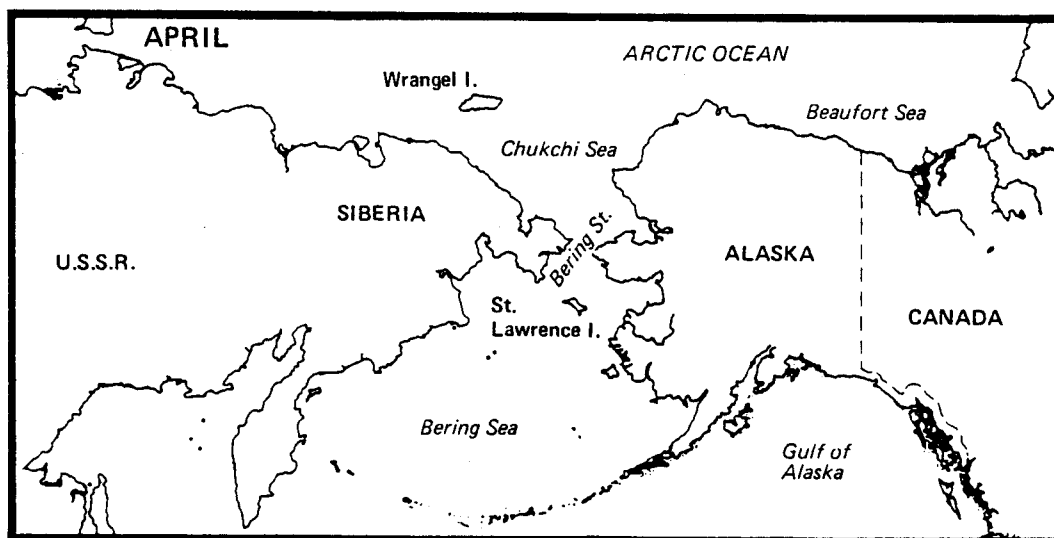 APRIL
ARCTIC OCEAN
Wrangel I.
Beaufort Sea
Chukchi Sea
SIBERIA
Bering St.
ALASKA
U.S.S.R.
St.
Lawrence I.
CANADA
Bering Sea
Gulf of
Alaska